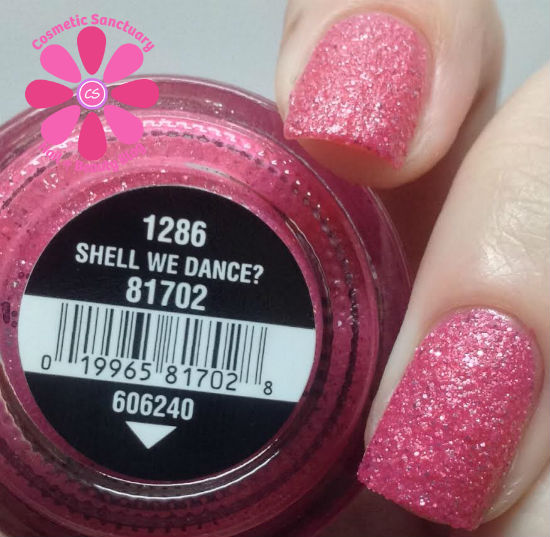 Cosmetic Sanctuary
CS
1286
SHELL WE DANCE?
81702
0 19965 81702 8
606240